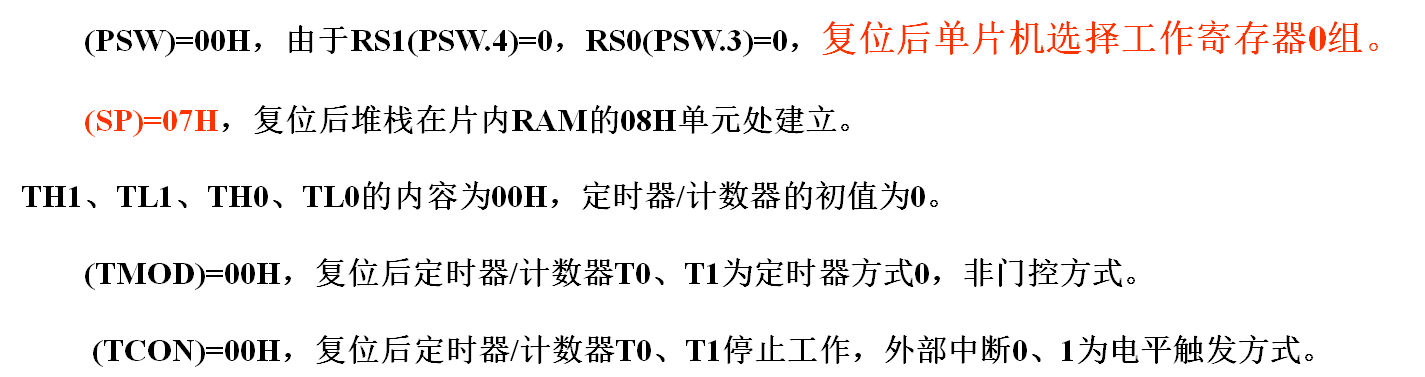 (PSW)=00H，由于RS1(PSW.4)=0，RS0(PSW.3)=0，复位后单片机选择工作寄存器0组。
(SP)=07H，复位后堆栈在片内RAM的08H单元处建立。
TH1、TL1、TH0、TL0的内容为00H，定时器/计数器的初值为0。
(TMOD)=00H，复位后定时器/计数器T0、T1为定时器方式0，非门控方式。
(TCON)=00H，复位后定时器/计数器T0、T1停止工作，外部中断0、1为电平触发方式。